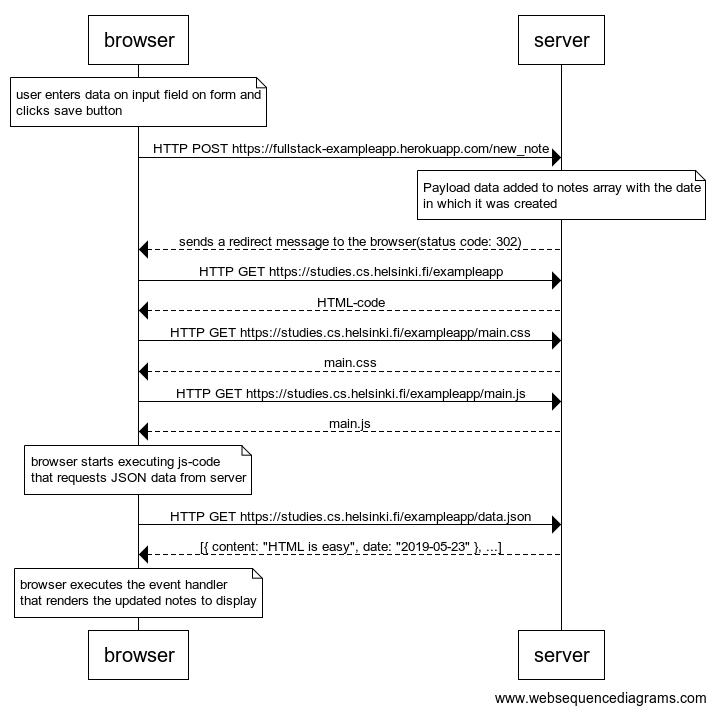 browser
server
user enters data on input field on form and
clicks save button
HTTP POST https://fullstack-exampleapp.herokuapp.com/new_note
Payload data added to notes array with the date
in which it was created
sends a redirect message to the browser(status code: 302)
HTTP GET https://studies.cs.helsinki.fi/exampleapp
HTML-code
HTTP GET https://studies.cs.helsinki.fi/exampleapp/main.css
main.css
HTTP GET https://studies.cs.helsinki.fi/exampleapp/main.js
main.js
browser starts executing js-code
that requests JSON data from server
HTTP GET https://studies.cs.helsinki.fi/exampleapp/data.json
[{ content: "HTML is easy", date: "2019-05-23" }, ...]
browser executes the event handler
that renders the updated notes to display
browser
server
www.websequencediagrams.com